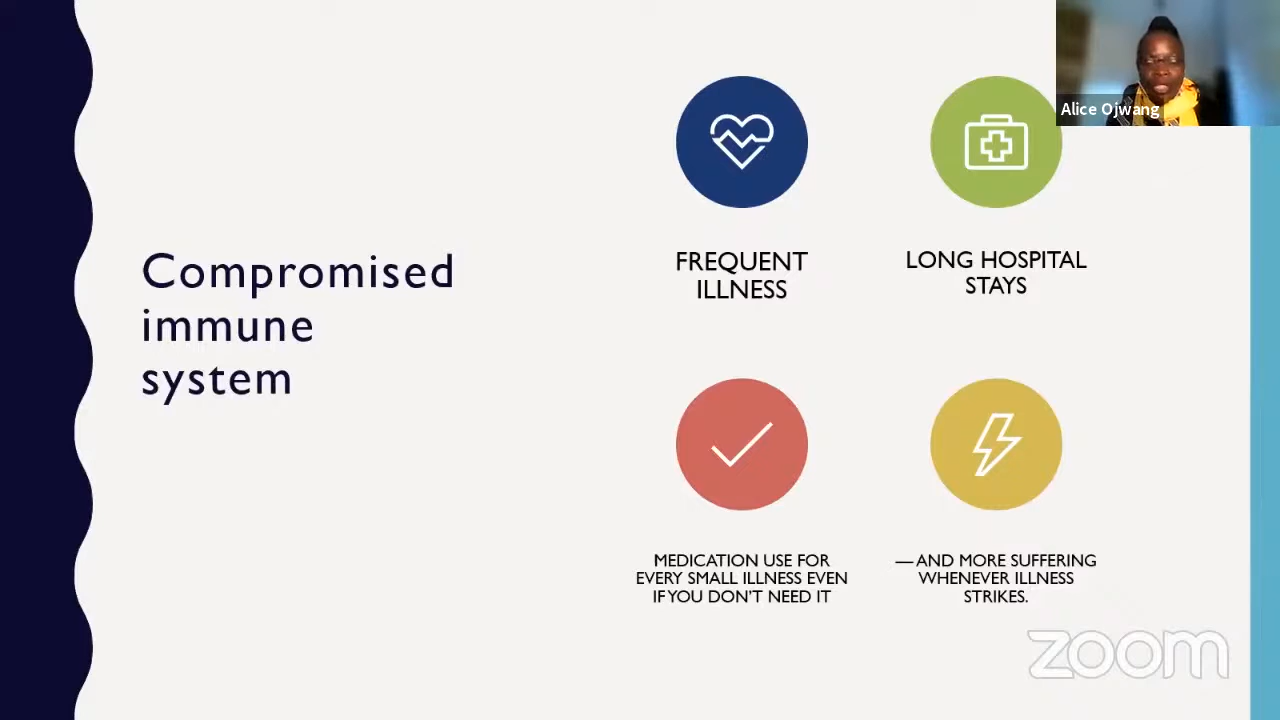 Alice Ojwang
Compromised
immune
system
FREQUENT
ILLNESS
LONG HOSPITAL
STAYS
MEDICATION USE FOR
EVERY SMALL ILLNESS EVEN
IF YOU DON'T NEED IT
— AND MORE SUFFERING
WHENEVER ILLNESS
STRIKES.
zoom